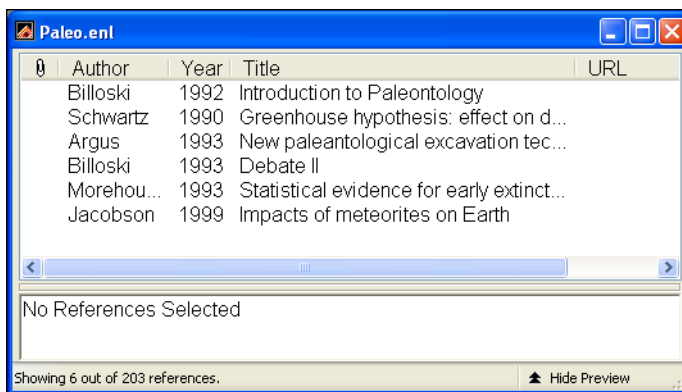 Paleo.enl
Author Year Title URL
Billoski 1992 Introduction to Paleontology
Schwartz 1990 Greenhouse hypothesis: effect on d...
Argus 1993 New paleantological excavation tec...
Billoski 1993 Debate II
Morehou... 1993 Statistical evidence for early extinct...
Jacobson 1999 Impacts of meteorites on Earth
No References Selected
Showing 6 out of 203 references. Hide Preview